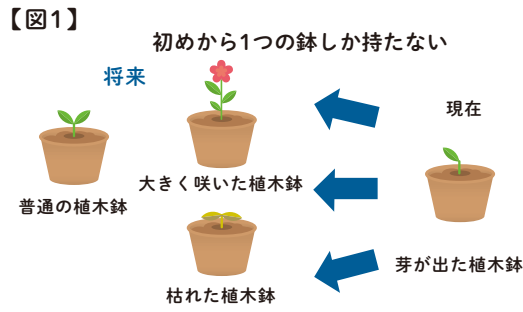 【図1】
初めから1つの鉢しか持たない
将来
現在
大きく咲いた植木鉢
普通の植木鉢
芽が出た植木鉢
枯れた植木鉢